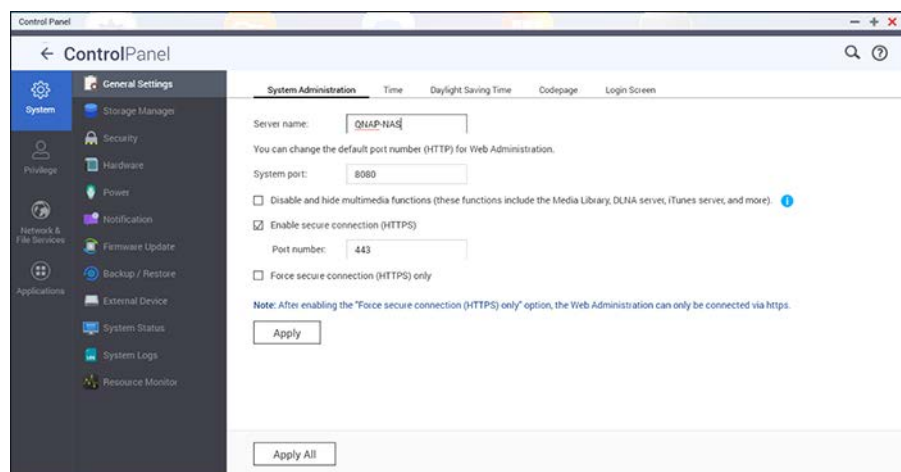 Control Panel
ControlPanel
System
Privilege
Network &
File Services
Applications
General Settings
Storage Manager
Security
Hardware
Power
Notification
Firmware Update
Backup / Restore
External Device
System Status
System Logs
Resource Monitor
System Administration Time Daylight Saving Time Codepage Login Screen
Server name: QNAP-NAS
You can change the default port number (HTTP) for Web Administration.
System port: 8080
Disable and hide multimedia functions (these functions include the Media Library, DLNA server, iTunes server, and more).
Enable secure connection (HTTPS)
Port number: 443
Force secure connection (HTTPS) only
Note: After enabling the "Force secure connection (HTTPS) only" option, the Web Administration can only be connected via https.
Apply
Apply All